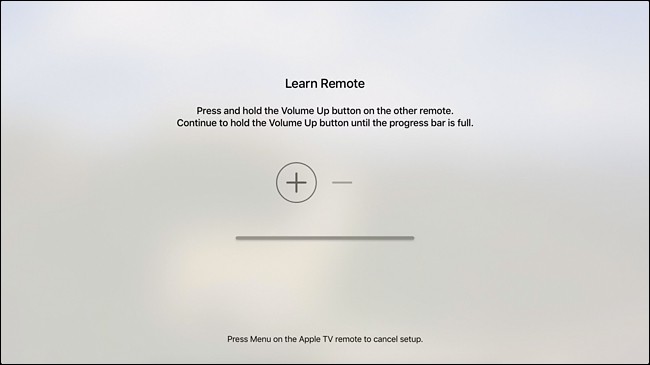 Learn Remote
Press and hold the Volume Up button on the other remote.
Continue to hold the Volume Up button until the progress bar is full.
Press Menu on the Apple TV remote to cancel setup.